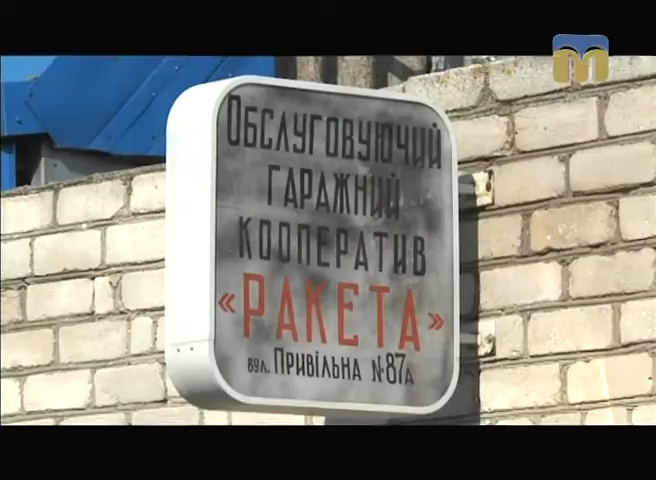 ОБСЛУГОВУЮЧИЙ
ГАРАЖНИЙ
КООПЕРАТИВ
«РАКЕТА»
ВУЛ. ПРИВІЛЬНА №87А